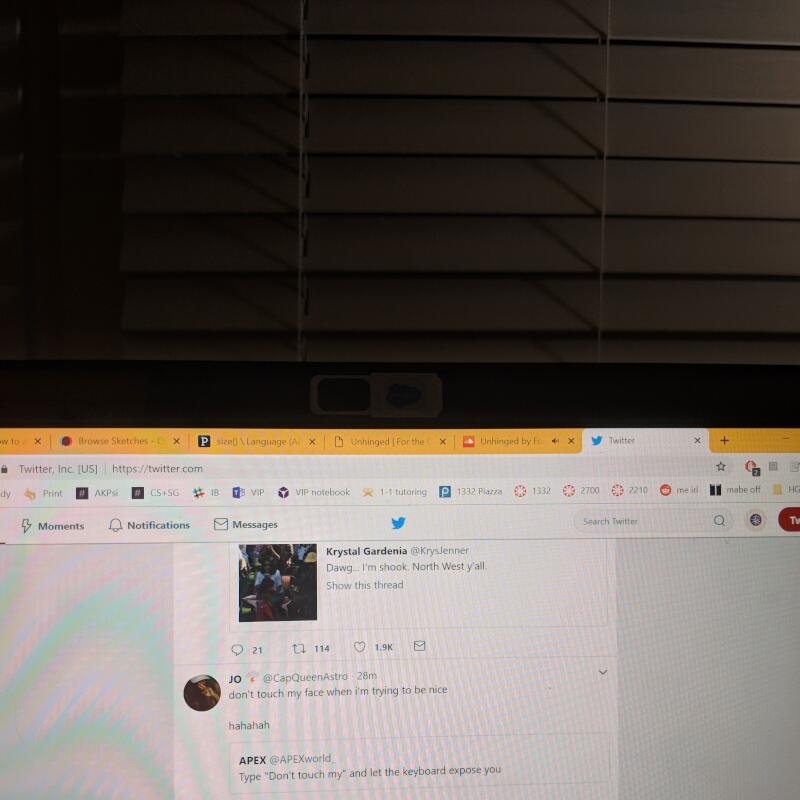 Browse Sketches -
size() \ Language (A
Unhinged | For the
Unhinged by
Twitter
Twitter, Inc. [US] | https://twitter.com
dy
Print
AKPsi
CS+SG
IB
VIP
VIP notebook
1-1 tutoring
1332 Piazza
1332
2700
2210
me irl
mabe off
HG
Moments
Notifications
Messages
Search Twitter
Tw
Krystal Gardenia @KrysJenner
Dawg... I'm shook. North West y'all.
Show this thread
21
114
1.9K
JO @CapQueenAstro · 28m
don't touch my face when i'm trying to be nice
hahahah
APEX @APEXworld_
Type "Don't touch my" and let the keyboard expose you